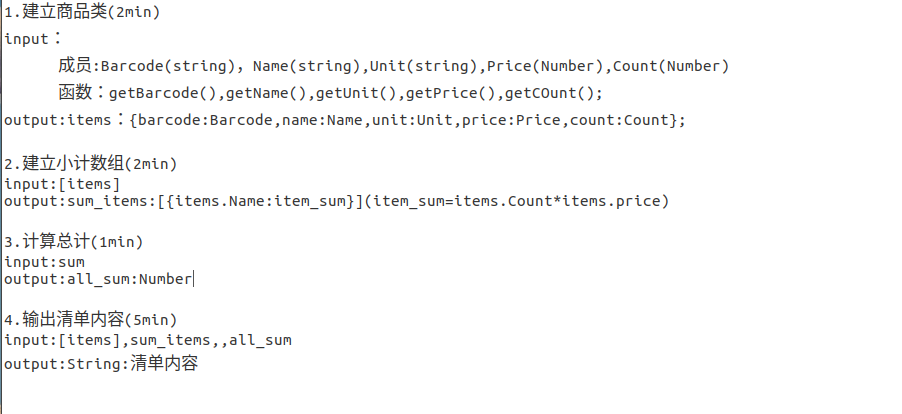 1.建立商品类(2min)
input：
成员:Barcode(string)，Name(string),Unit(string),Price(Number),Count(Number)
函数：getBarcode(),getName(),getUnit(),getPrice(),getCOunt();
output:items：{barcode:Barcode,name:Name,unit:Unit,price:Price,count:Count};
2.建立小计数组(2min)
input:[items]
output:sum_items:[{items.Name:item_sum}](item_sum=items.Count*items.price)
3.计算总计(1min)
input:sum
output:all_sum:Number
4.输出清单内容(5min)
input:[items],sum_items,,all_sum
output:String:清单内容